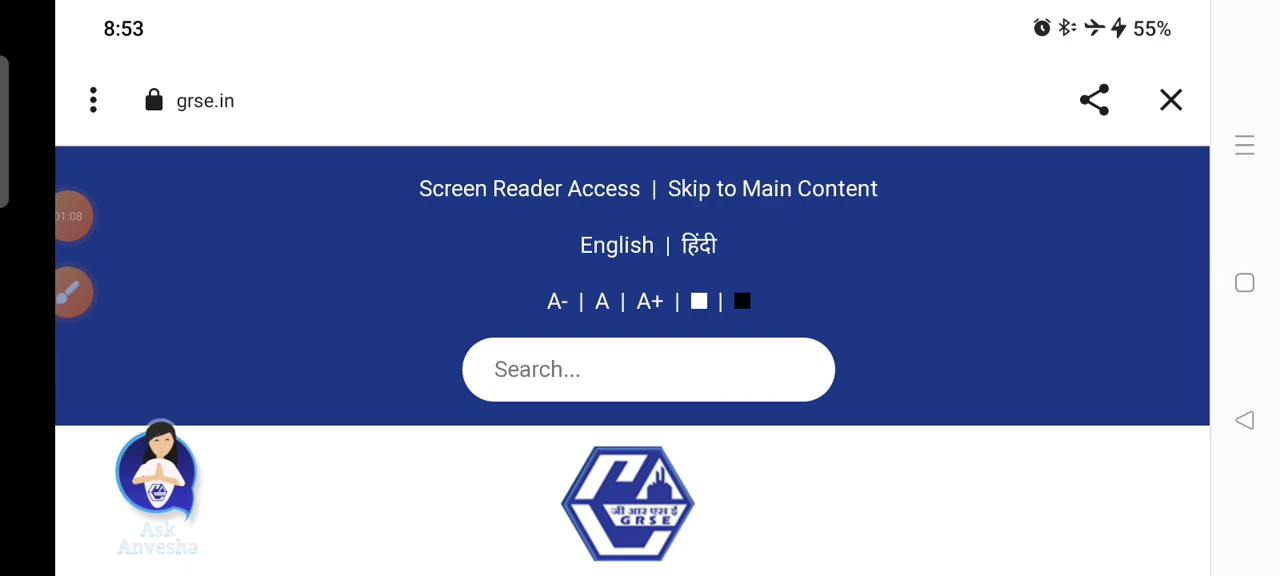 8:53
55%
grse.in
Screen Reader Access | Skip to Main Content
01:08
English | हिंदी
A- | A | A+ | |
Search...
जी आर एस ई
GRSE
Ask
Anvesha